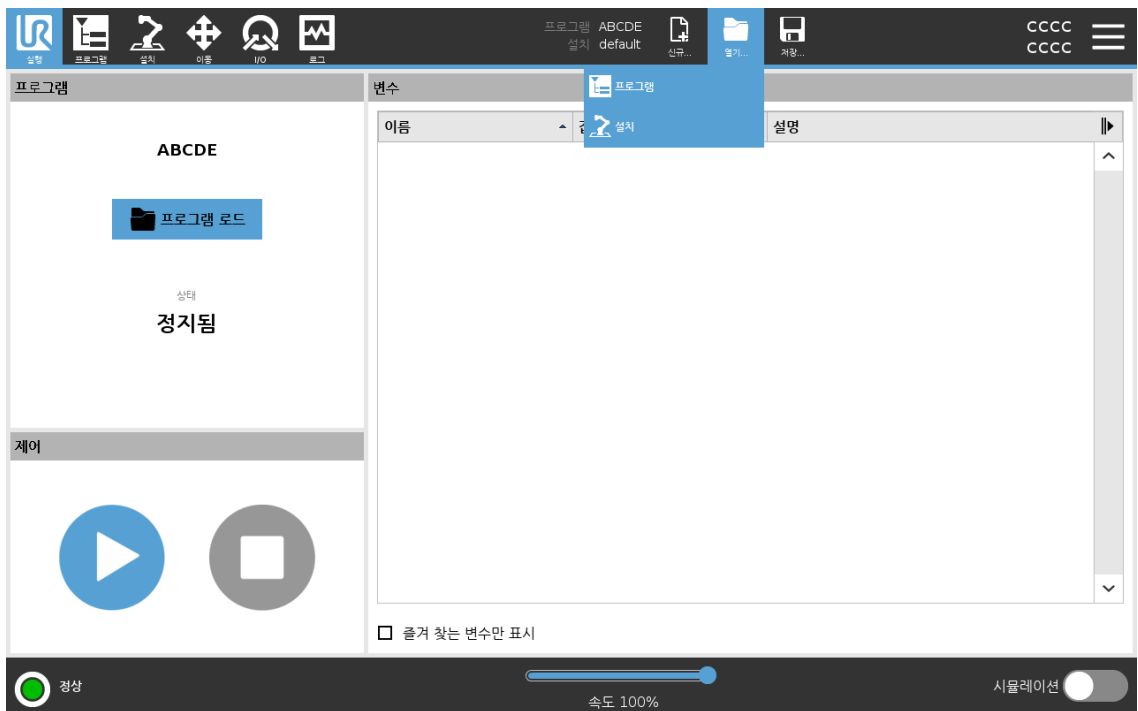 프로그램 ABCDE
설치 default
CCCC
CCCC
실행
프로그램
설치
이동
I/O
로그
신규...
열기...
저장...
프로그램
설치
프로그램
ABCDE
프로그램 로드
상태
정지됨
제어
변수
이름
설명
즐겨 찾는 변수만 표시
정상
속도 100%
시뮬레이션